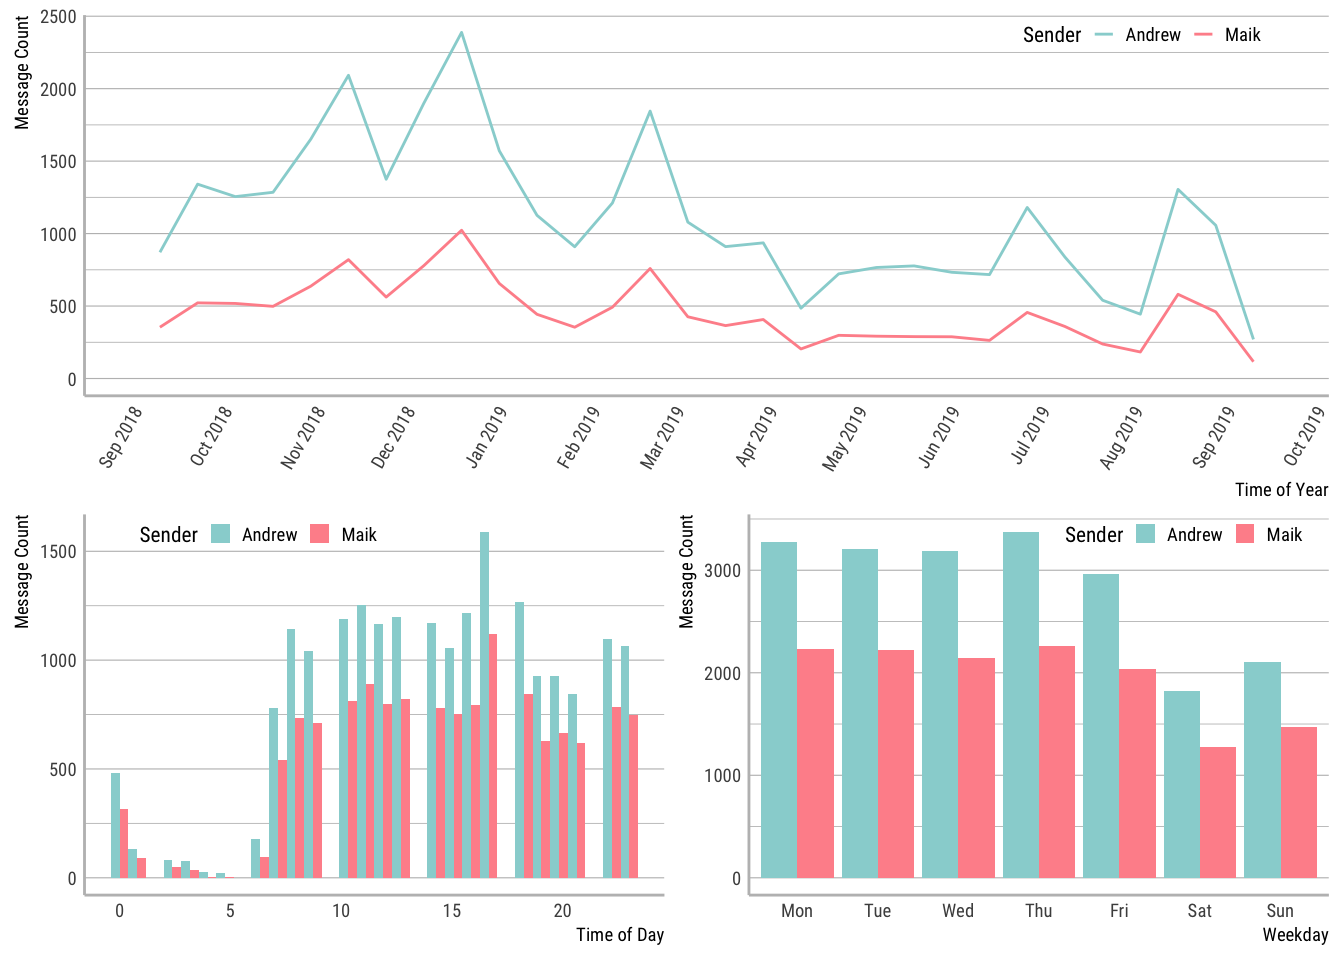 Message Count
2500
2000
1500
1000
500
0
Sender Andrew Maik
Sep 2018 Oct 2018 Nov 2018 Dec 2018 Jan 2019 Feb 2019 Mar 2019 Apr 2019 May 2019 Jun 2019 Jul 2019 Aug 2019 Sep 2019 Oct 2019
Time of Year
Message Count
Sender Andrew Maik
1500
1000
500
0
0 5 10 15 20
Time of Day
Message Count
Sender Andrew Maik
3000
2000
1000
0
Mon Tue Wed Thu Fri Sat Sun
Weekday